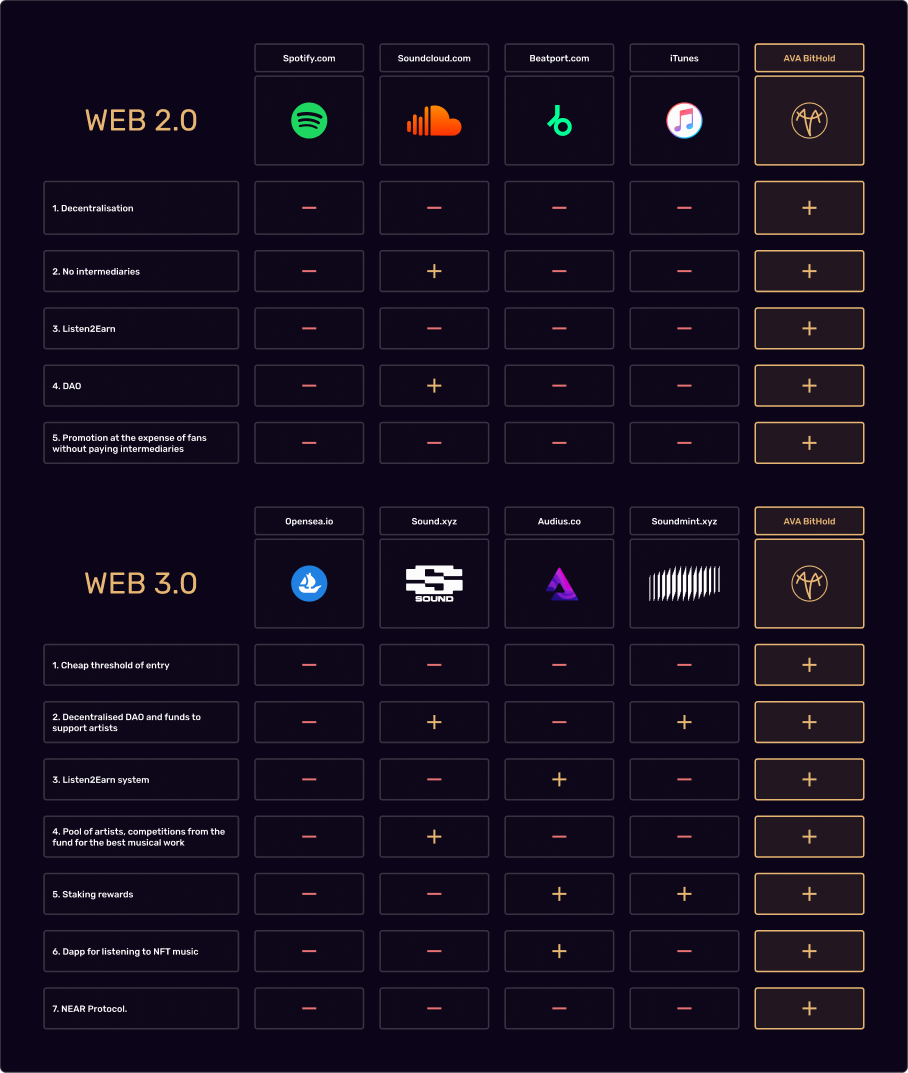 Spotify.com Soundcloud.com Beatport.com iTunes AVA BitHold
WEB 2.0
1. Decentralisation − − − − +
2. No intermediaries − + − − +
3. Listen2Earn − − − − +
4. DAO − + − − +
5. Promotion at the expense of fans
without paying intermediaries − − − − +
Opensea.io Sound.xyz Audius.co Soundmint.xyz AVA BitHold
WEB 3.0
SOUND
1. Cheap threshold of entry − − − − +
2. Decentralised DAO and funds to
support artists − + − + +
3. Listen2Earn system − − + − +
4. Pool of artists, competitions from the
fund for the best musical work − + − − +
5. Staking rewards − − + + +
6. Dapp for listening to NFT music − − + − +
7. NEAR Protocol. − − − − +